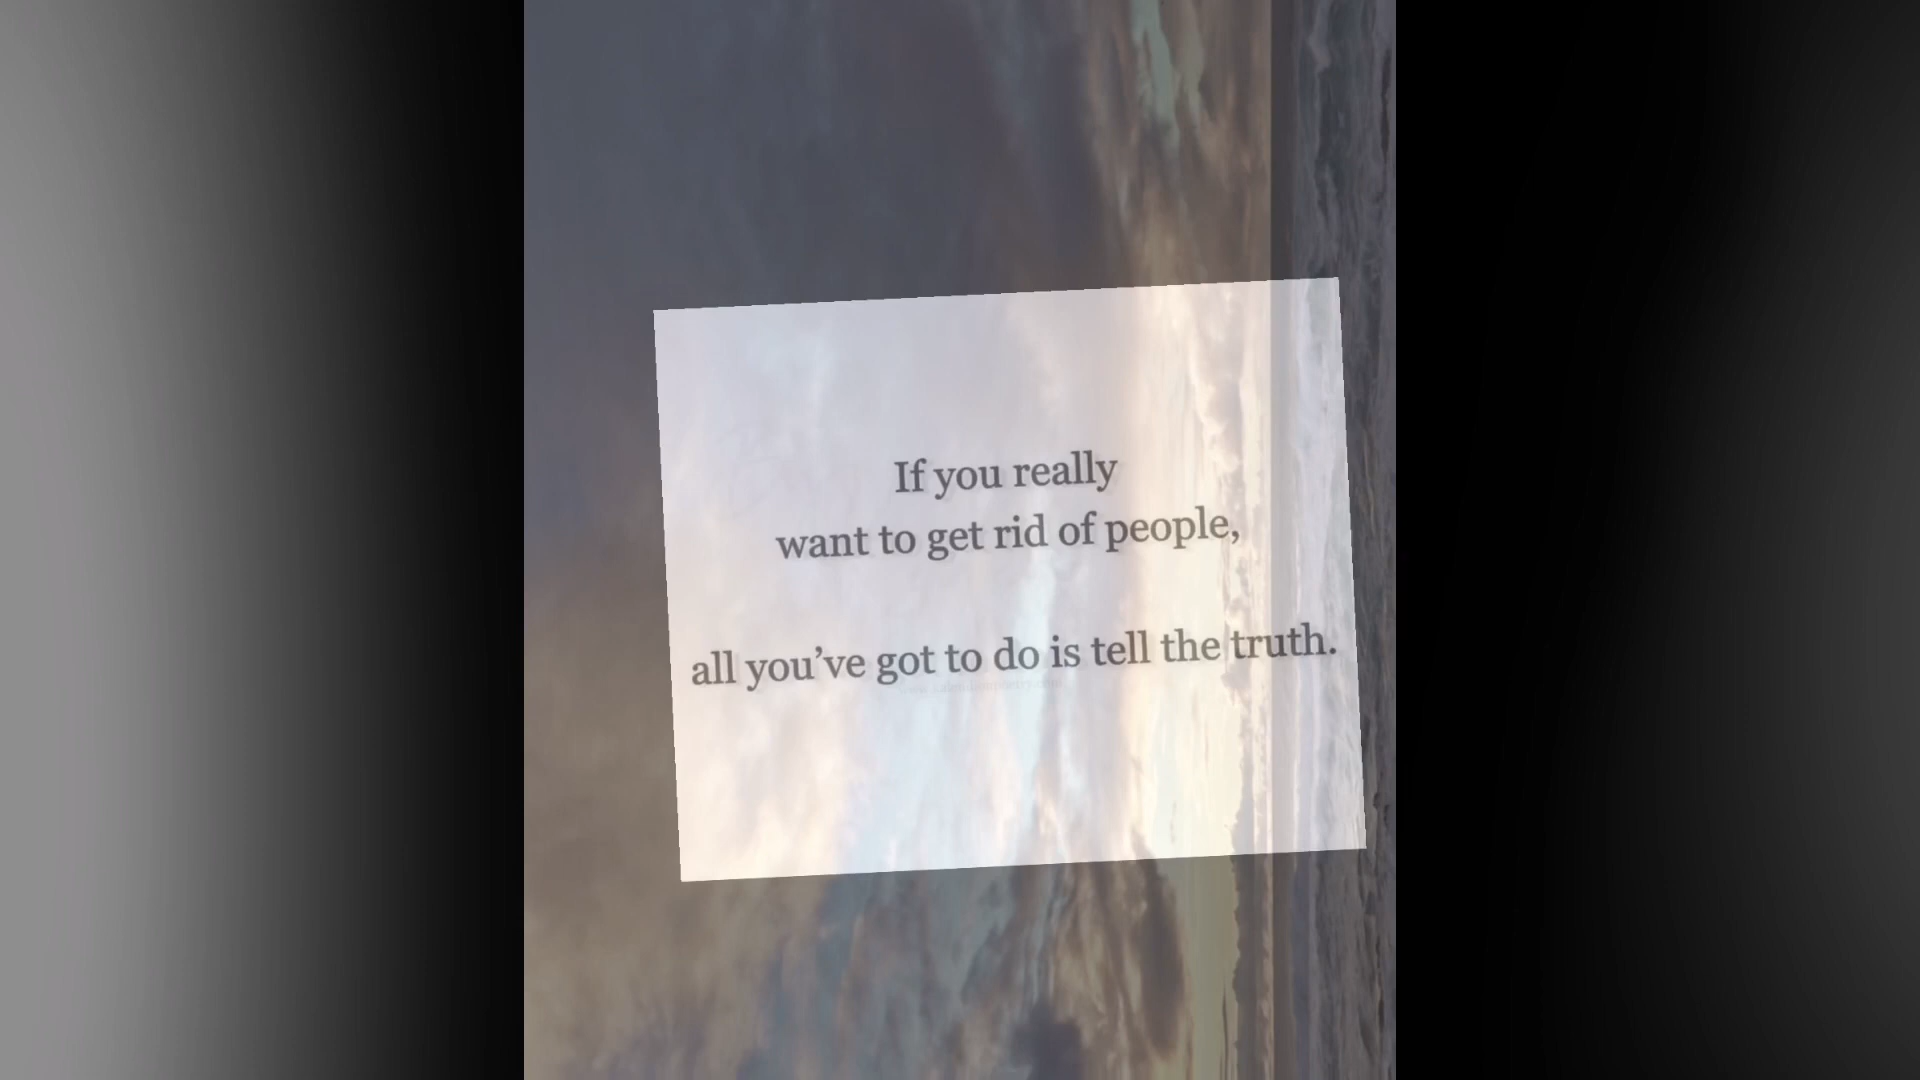 If you really
want to get rid of people,
all you’ve got to do is tell the truth.